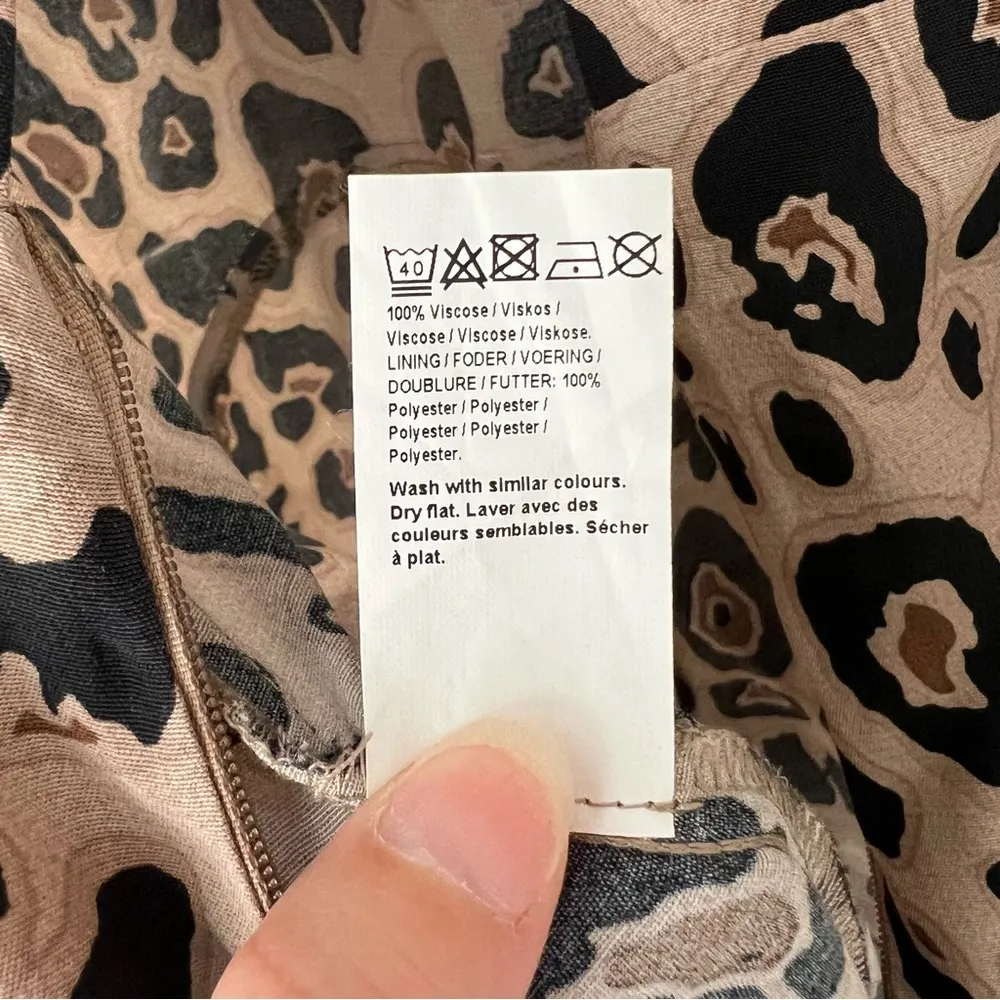 40
100% Viscose / Viskos /
Viscose / Viscose / Viskose.
LINING / FODER / VOERING /
DOUBLURE / FUTTER: 100%
Polyester / Polyester /
Polyester / Polyester /
Polyester.
Wash with similar colours.
Dry flat. Laver avec des
couleurs semblables. Sécher
à plat.